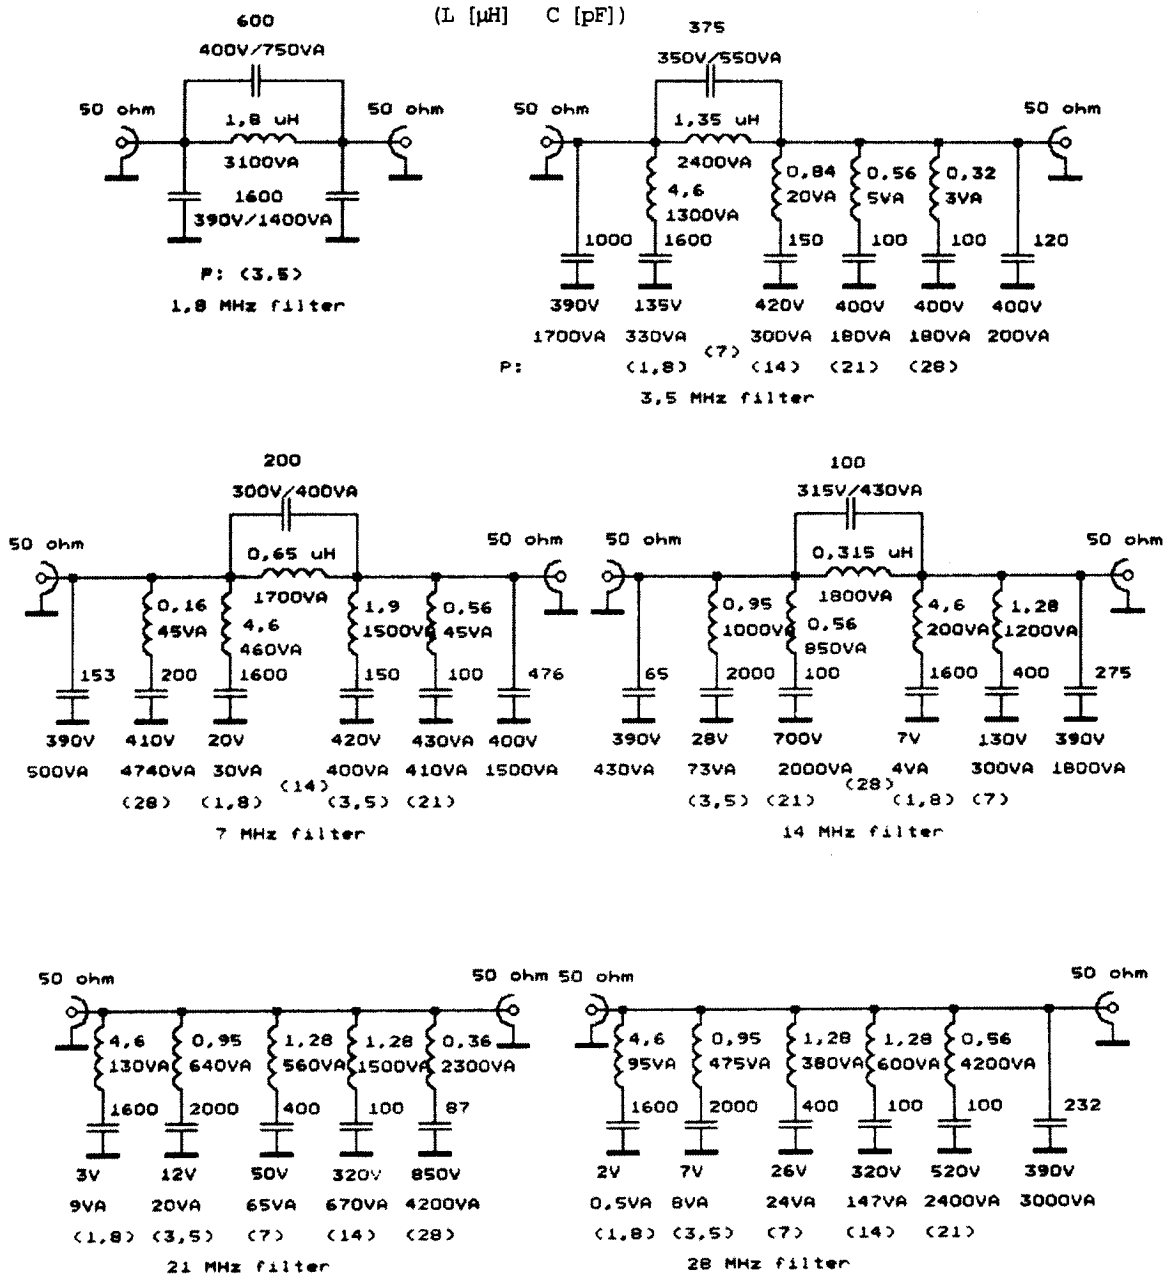 (L [µH] C [pF])
600
400V/750VA
50 ohm 50 ohm
1,8 uH
3100VA
1600
390V/1400VA
P: (3,5)
1,8 MHz filter
375
350V/550VA
50 ohm 50 ohm
1,35 uH
2400VA
4,6 0,84 0,56 0,32
1300VA 20VA 5VA 3VA
1000 1600 150 100 100 120
390V 135V 420V 400V 400V 400V
1700VA 330VA 300VA 180VA 180VA 200VA
P: (1,8) (7) (14) (21) (28)
3,5 MHz filter
200
300V/400VA
50 ohm 50 ohm
0,65 uH
1700VA
0,16 4,6 1,9 0,56
45VA 460VA 1500VA 45VA
153 200 1600 150 100 476
390V 410V 20V 420V 430VA 400V
500VA 4740VA 30VA 400VA 410VA 1500VA
(28) (1,8) (14) (3,5) (21)
7 MHz filter
100
315V/430VA
50 ohm 50 ohm
0,315 uH
1800VA
0,95 0,56 4,6 1,28
1000VA 850VA 200VA 1200VA
65 2000 100 1600 400 275
390V 28V 700V 7V 130V 390V
430VA 73VA 2000VA 4VA 300VA 1800VA
(3,5) (21) (28) (1,8) (7)
14 MHz filter
50 ohm 50 ohm
4,6 0,95 1,28 1,28 0,36
130VA 640VA 560VA 1500VA 2300VA
1600 2000 400 100 87
3V 12V 50V 320V 850V
9VA 20VA 65VA 670VA 4200VA
(1,8) (3,5) (7) (14) (28)
21 MHz filter
50 ohm 50 ohm
4,6 0,95 1,28 1,28 0,56
95VA 475VA 380VA 600VA 4200VA
1600 2000 400 100 100 232
2V 7V 26V 320V 520V 390V
0,5VA 8VA 24VA 147VA 2400VA 3000VA
(1,8) (3,5) (7) (14) (21)
28 MHz filter